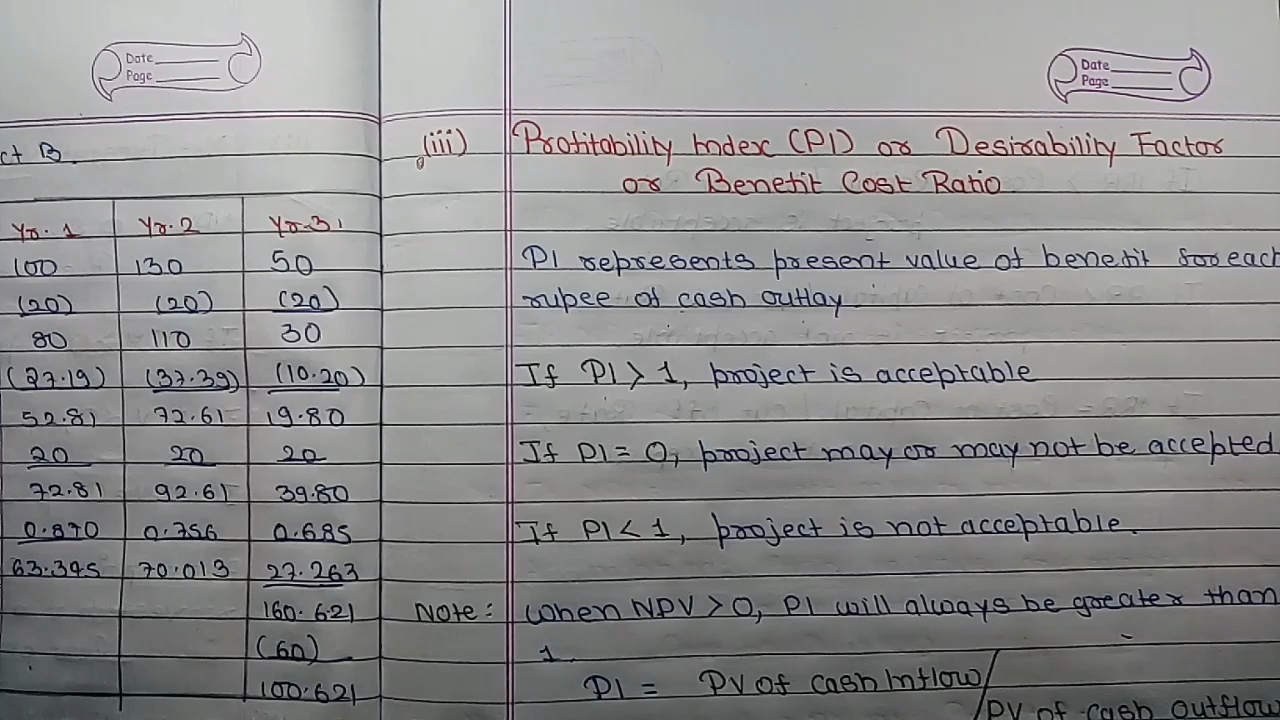 Date
Page
ct B.
Yr. 1 Yr. 2 Yr. 3
100 130 50
(20) (20) (20)
80 110 30
(27.19) (37.39) (10.20)
52.81 72.61 19.80
20 20 20
72.81 92.61 39.80
0.870 0.756 0.685
63.345 70.013 27.263
160.621
(60)
100.621
Date
Page
(iii) Profitability Index (PI) or Desirability Factor
or Benefit Cost Ratio
PI represents present value of benefit for each
rupee of cash outlay.
If PI > 1, project is acceptable
If PI = 0, project may or may not be accepted
If PI < 1, project is not acceptable.
Note: When NPV > 0, PI will always be greater than
1.
PI = PV of cash Inflow /
PV of cash outflow